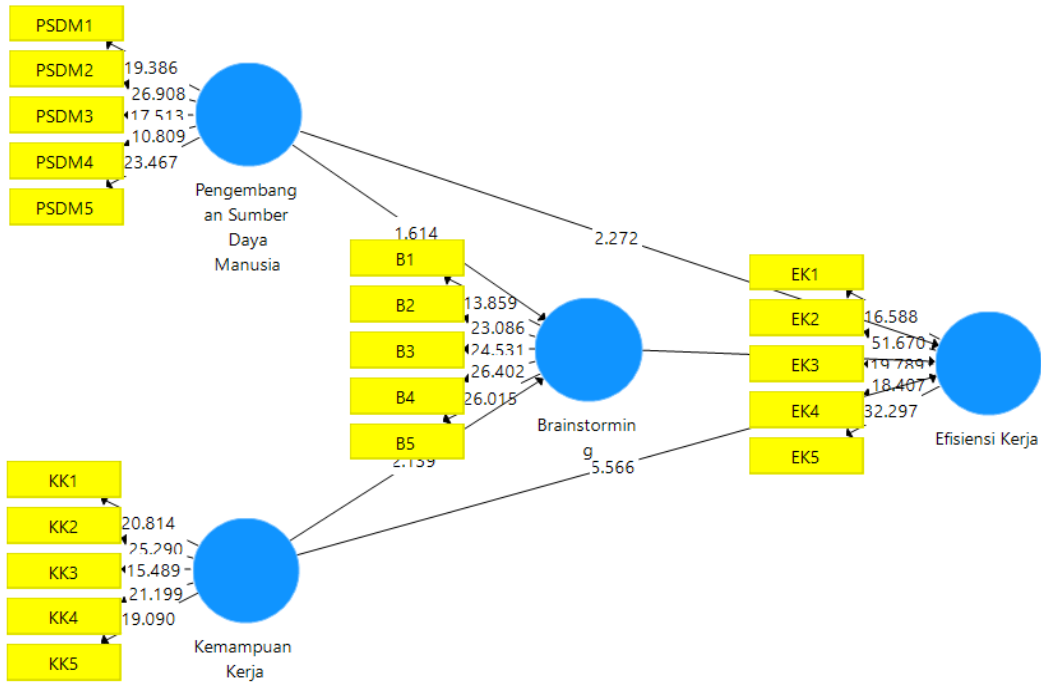 PSDM1
PSDM2
PSDM3
PSDM4
PSDM5
19.386
26.908
17.513
10.809
23.467
Pengembang
an Sumber
Daya
Manusia
1.614
2.272
B1
B2
B3
B4
B5
13.859
23.086
24.531
26.402
26.015
Brainstormin
g
EK1
EK2
EK3
EK4
EK5
16.588
51.670
19.789
18.407
32.297
Efisiensi Kerja
2.159
5.566
KK1
KK2
KK3
KK4
KK5
20.814
25.290
15.489
21.199
19.090
Kemampuan
Kerja